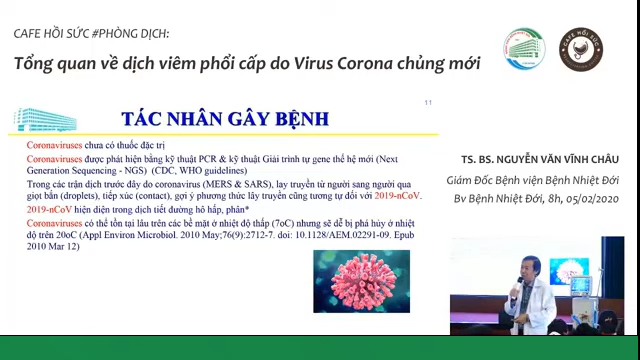 CAFE HỒI SỨC #PHÒNG DỊCH:
Tổng quan về dịch viêm phổi cấp do Virus Corona chủng mới
CAFE HỒI SỨC
11
TÁC NHÂN GÂY BỆNH
Coronaviruses chưa có thuốc đặc trị
Coronaviruses được phát hiện bằng kỹ thuật PCR & kỹ thuật Giải trình tự gene thế hệ mới (Next
Generation Sequencing - NGS) (CDC, WHO guidelines)
Trong các trận dịch trước đây do coronavirus (MERS & SARS), lay truyền từ người sang người qua
giọt bắn (droplets), tiếp xúc (contact), gợi ý phương thức lây truyền cũng tương tự đối với 2019-nCoV.
2019-nCoV hiện diện trong dịch tiết đường hô hấp, phân*
Coronaviruses có thể tồn tại lâu trên các bề mặt ở nhiệt độ thấp (7oC) nhưng sẽ dễ bị phá hủy ở nhiệt
độ trên 20oC (Appl Environ Microbiol. 2010 May;76(9):2712-7. doi: 10.1128/AEM.02291-09. Epub
2010 Mar 12)
TS. BS. NGUYỄN VĂN VĨNH CHÂU
Giám Đốc Bệnh viện Bệnh Nhiệt Đới
Bv Bệnh Nhiệt Đới, 8h, 05/02/2020